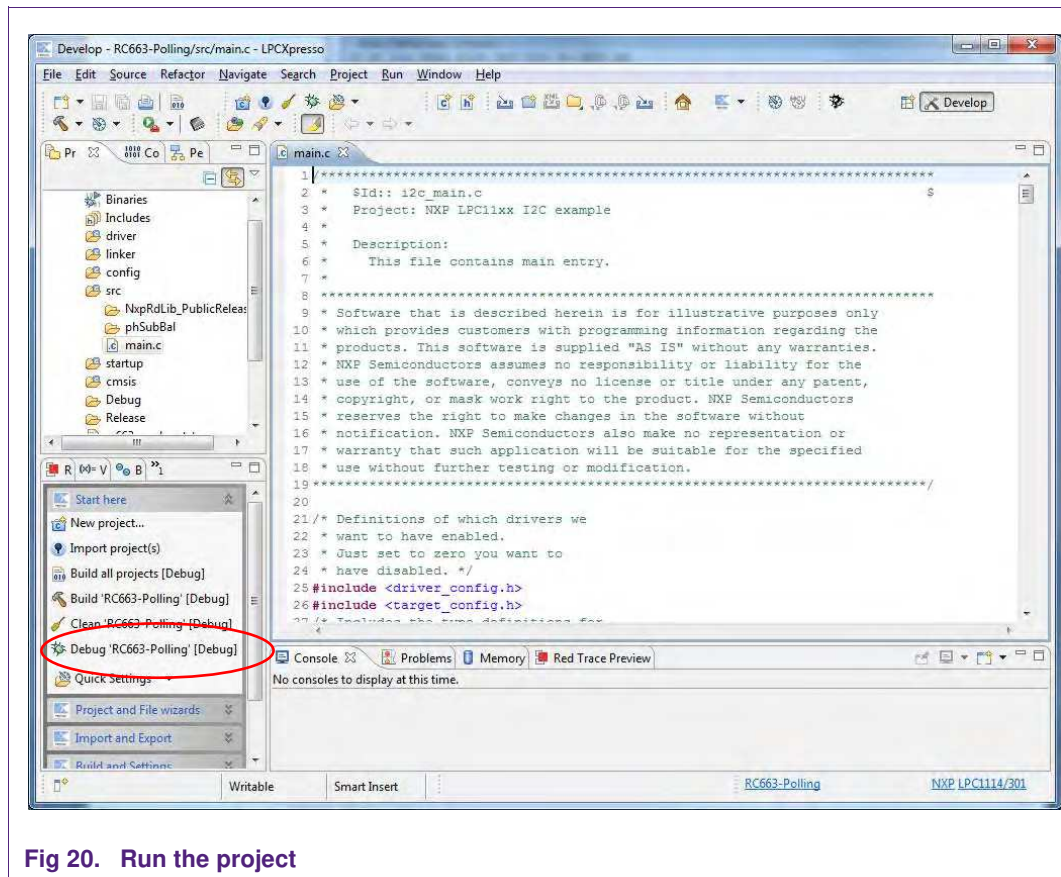 Develop - RC663-Polling/src/main.c - LPCXpresso
File Edit Source Refactor Navigate Search Project Run Window Help
Develop
Pr Co Pe
main.c
Binaries
Includes
driver
linker
config
src
NxpRdLib_PublicReleas
phSubBal
main.c
startup
cmsis
Debug
Release
1 /******************************************************************************
2 * $Id:: i2c_main.c $
3 * Project: NXP LPC11xx I2C example
4 *
5 * Description:
6 * This file contains main entry.
7 *
8 ******************************************************************************
9 * Software that is described herein is for illustrative purposes only
10 * which provides customers with programming information regarding the
11 * products. This software is supplied "AS IS" without any warranties.
12 * NXP Semiconductors assumes no responsibility or liability for the
13 * use of the software, conveys no license or title under any patent,
14 * copyright, or mask work right to the product. NXP Semiconductors
15 * reserves the right to make changes in the software without
16 * notification. NXP Semiconductors also make no representation or
17 * warranty that such application will be suitable for the specified
18 * use without further testing or modification.
19 ******************************************************************************/
20
21 /* Definitions of which drivers we
22 * want to have enabled.
23 * Just set to zero you want to
24 * have disabled. */
25 #include <driver_config.h>
26 #include <target_config.h>
27 /* Includes the type definitions for
R (x)= V B »1
Start here
New project...
Import project(s)
Build all projects [Debug]
Build 'RC663-Polling' [Debug]
Clean 'RC663-Polling' [Debug]
Debug 'RC663-Polling' [Debug]
Quick Settings
Project and File wizards
Import and Export
Build and Settings
Console Problems Memory Red Trace Preview
No consoles to display at this time.
Writable Smart Insert RC663-Polling NXP LPC1114/301
Fig 20. Run the project